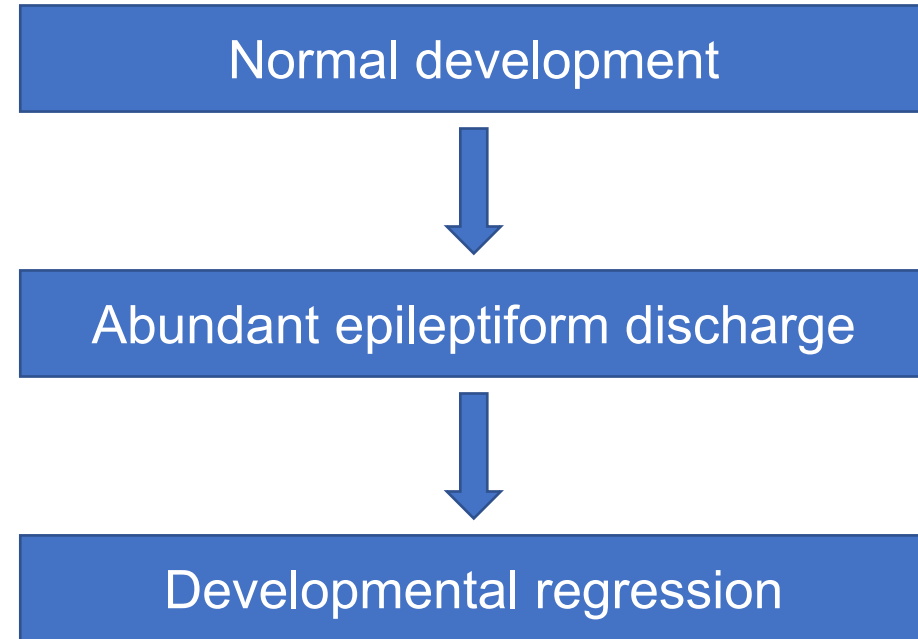 Normal development
Abundant epileptiform discharge
Developmental regression